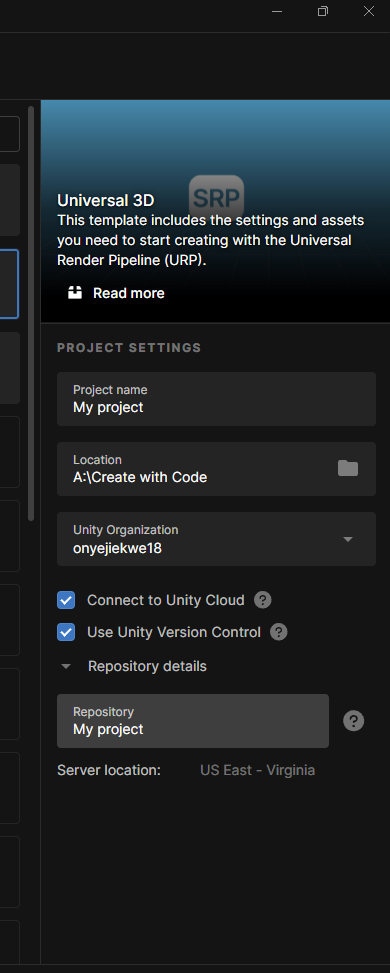 SRP
Universal 3D
This template includes the settings and assets
you need to start creating with the Universal
Render Pipeline (URP).
Read more
PROJECT SETTINGS
Project name
My project
Location
A:\Create with Code
Unity Organization
onyejiekwe18
Connect to Unity Cloud ?
Use Unity Version Control ?
Repository details
Repository
My project
?
Server location: US East - Virginia